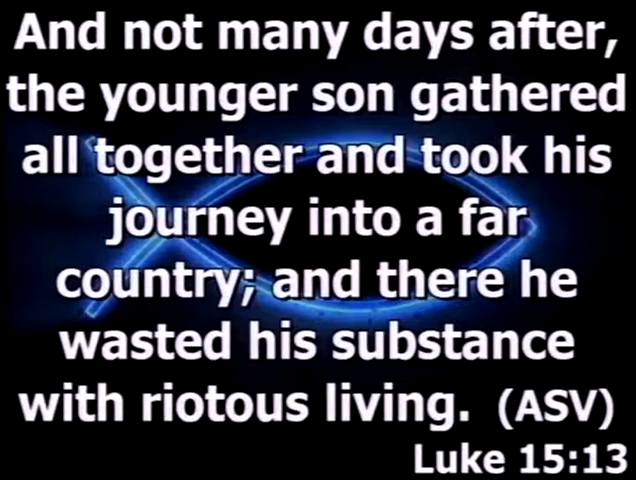 And not many days after,
the younger son gathered
all together and took his
journey into a far
country; and there he
wasted his substance
with riotous living.  (ASV)
Luke 15:13